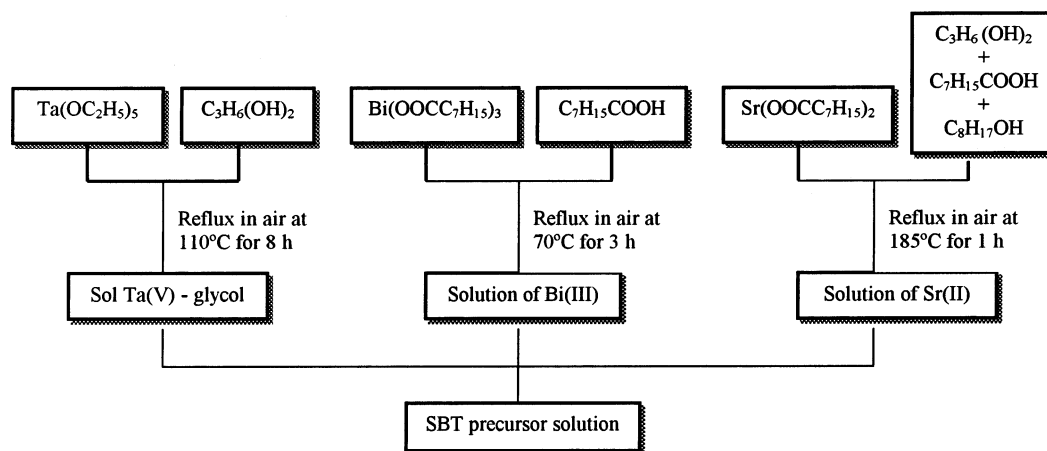 C3H6 (OH)2
+
C7H15COOH
+
C8H17OH
Ta(OC2H5)5
C3H6(OH)2
Bi(OOCC7H15)3
C7H15COOH
Sr(OOCC7H15)2
Reflux in air at
110°C for 8 h
Reflux in air at
70°C for 3 h
Reflux in air at
185°C for 1 h
Sol Ta(V) - glycol
Solution of Bi(III)
Solution of Sr(II)
SBT precursor solution